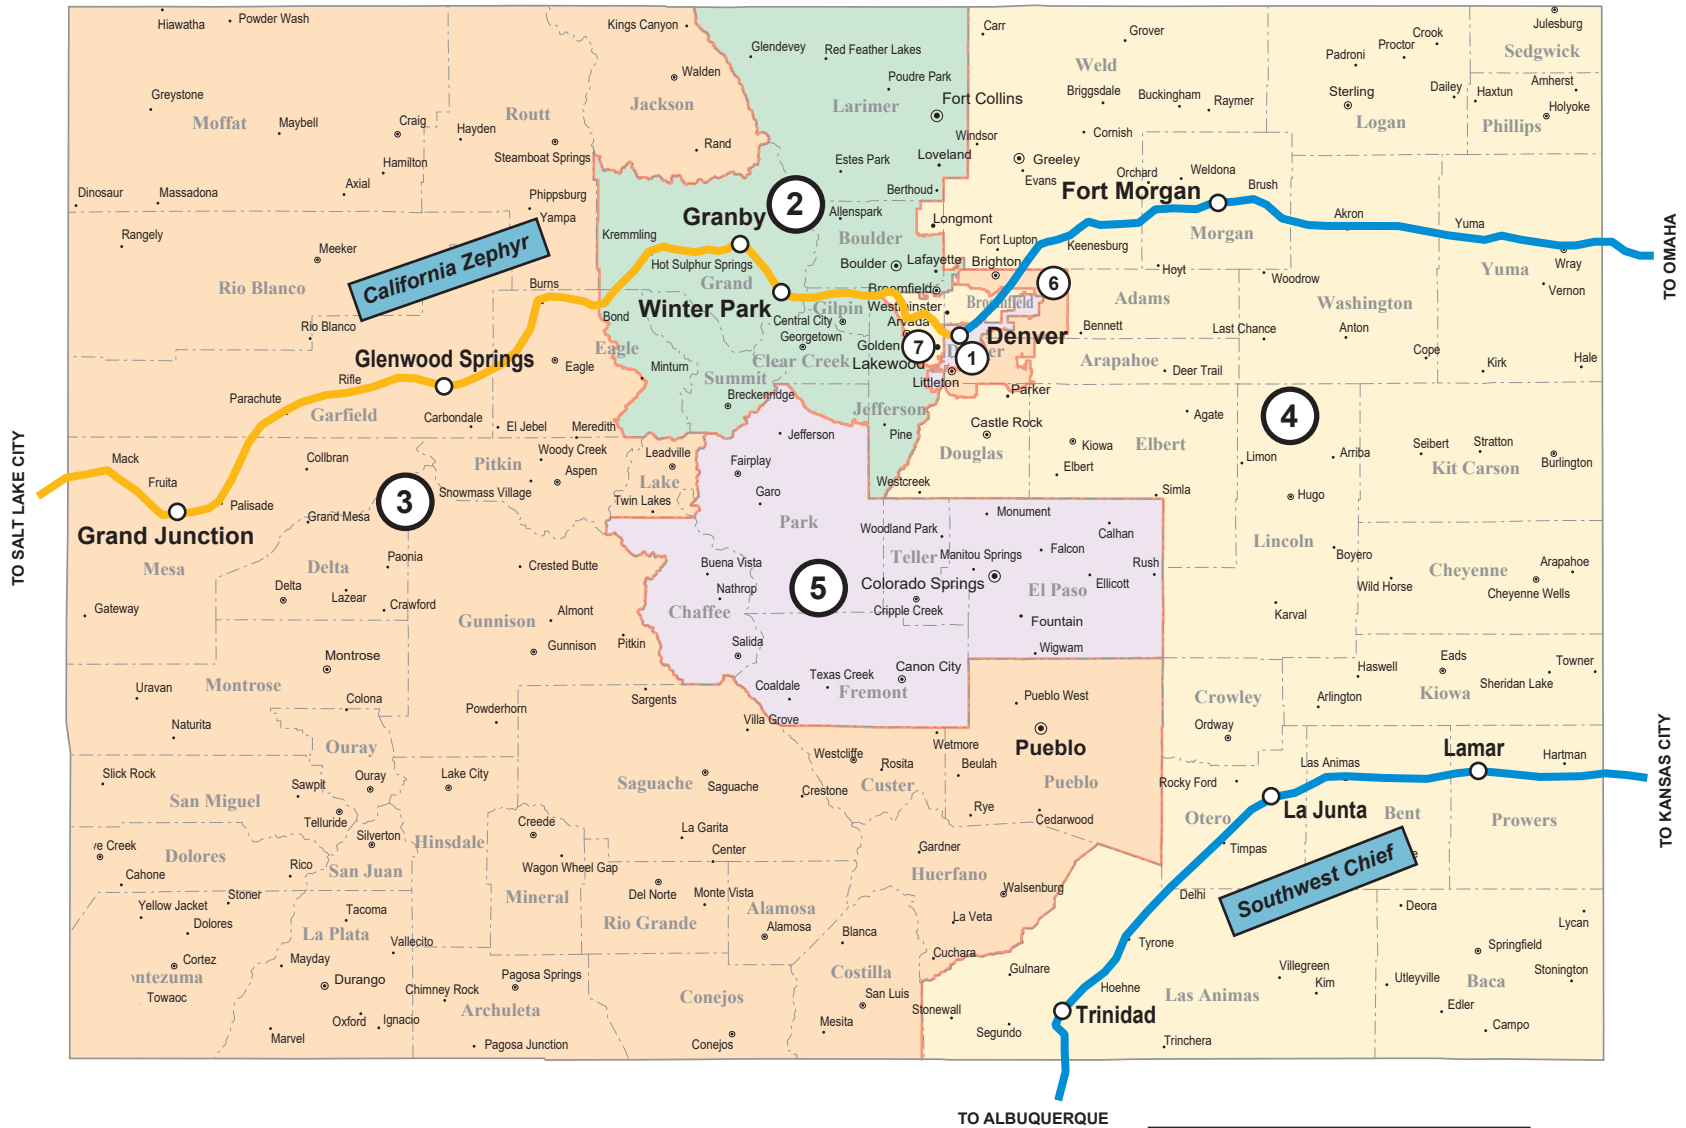 Hiawatha
Powder Wash
Kings Canyon
Glendevey
Red Feather Lakes
Carr
Grover
Padroni
Proctor
Crook
Julesburg
Sedgwick
Greystone
Moffat
Maybell
Craig
Hayden
Routt
Steamboat Springs
Hamilton
Walden
Jackson
Rand
Poudre Park
Larimer
Fort Collins
Windsor
Loveland
Estes Park
Berthoud
Weld
Briggsdale
Buckingham
Raymer
Cornish
Greeley
Evans
Orchard
Weldona
Sterling
Logan
Dailey
Haxtun
Amherst
Holyoke
Phillips
Dinosaur
Massadona
Axial
Phippsburg
Yampa
Rangely
Meeker
Rio Blanco
Rio Blanco
California Zephyr
Burns
Kremmling
Granby
2
Allenspark
Hot Sulphur Springs
Grand
Winter Park
Boulder
Boulder
Lafayette
Longmont
Fort Lupton
Brighton
Fort Morgan
Brush
Morgan
Keenesburg
Akron
Yuma
Wray
Yuma
Vernon
TO OMAHA
Hoyt
Woodrow
Adams
Washington
Broomfield
Broomfield
6
Westminster
Arvada
Gilpin
Central City
Georgetown
Clear Creek
Golden
7
Lakewood
Denver
1
Littleton
Bennett
Arapahoe
Last Chance
Anton
Cope
Kirk
Hale
Deer Trail
Parker
Bond
Eagle
Eagle
Minturn
Summit
Breckenridge
Glenwood Springs
Rifle
Parachute
Garfield
Carbondale
El Jebel
Meredith
Jefferson
Jefferson
Pine
Castle Rock
Douglas
Kiowa
Elbert
Elbert
Agate
4
Limon
Arriba
Seibert
Stratton
Kit Carson
Burlington
TO SALT LAKE CITY
Mack
Fruita
Palisade
Grand Junction
Mesa
Collbran
Grand Mesa
3
Pitkin
Woody Creek
Aspen
Snowmass Village
Leadville
Lake
Twin Lakes
Fairplay
Garo
Park
Westcreek
Simla
Hugo
Woodland Park
Monument
Teller
Manitou Springs
Falcon
Calhan
Rush
Lincoln
Boyero
Wild Horse
Cheyenne
Arapahoe
Cheyenne Wells
Paonia
Delta
Delta
Lazear
Crawford
Gateway
Crested Butte
Gunnison
Almont
Gunnison
Pitkin
Buena Vista
Nathrop
Chaffee
5
Colorado Springs
Cripple Creek
El Paso
Ellicott
Fountain
Wigwam
Karval
Salida
Montrose
Montrose
Uravan
Naturita
Colona
Powderhorn
Sargents
Coaldale
Texas Creek
Canon City
Fremont
Villa Grove
Pueblo West
Pueblo
Pueblo
Crowley
Ordway
Haswell
Arlington
Eads
Kiowa
Towner
Sheridan Lake
TO KANSAS CITY
Ouray
Ouray
Slick Rock
San Miguel
Sawpit
Telluride
Lake City
Silverton
San Juan
Hinsdale
Creede
Wagon Wheel Gap
Mineral
Saguache
Saguache
Westcliffe
Wetmore
Rosita
Beulah
Custer
Crestone
Rye
Cedarwood
Rocky Ford
Las Animas
Lamar
Hartman
La Junta
Otero
Bent
Prowers
Timpas
Southwest Chief
ve Creek
Dolores
Cahone
Rico
Stoner
Yellow Jacket
Dolores
Tacoma
La Plata
Vallecito
La Garita
Center
Del Norte
Monte Vista
Rio Grande
Alamosa
Alamosa
Gardner
Huerfano
Walsenburg
La Veta
Blanca
Delhi
Deora
Lycan
Cortez
ntezuma
Towaoc
Mayday
Durango
Chimney Rock
Pagosa Springs
Archuleta
Conejos
Costilla
San Luis
Cuchara
Gulnare
Tyrone
Hoehne
Las Animas
Villegreen
Kim
Utleyville
Springfield
Stonington
Baca
Edler
Campo
Marvel
Oxford
Ignacio
Pagosa Junction
Conejos
Mesita
Stonewall
Segundo
Trinidad
Trinchera
TO ALBUQUERQUE